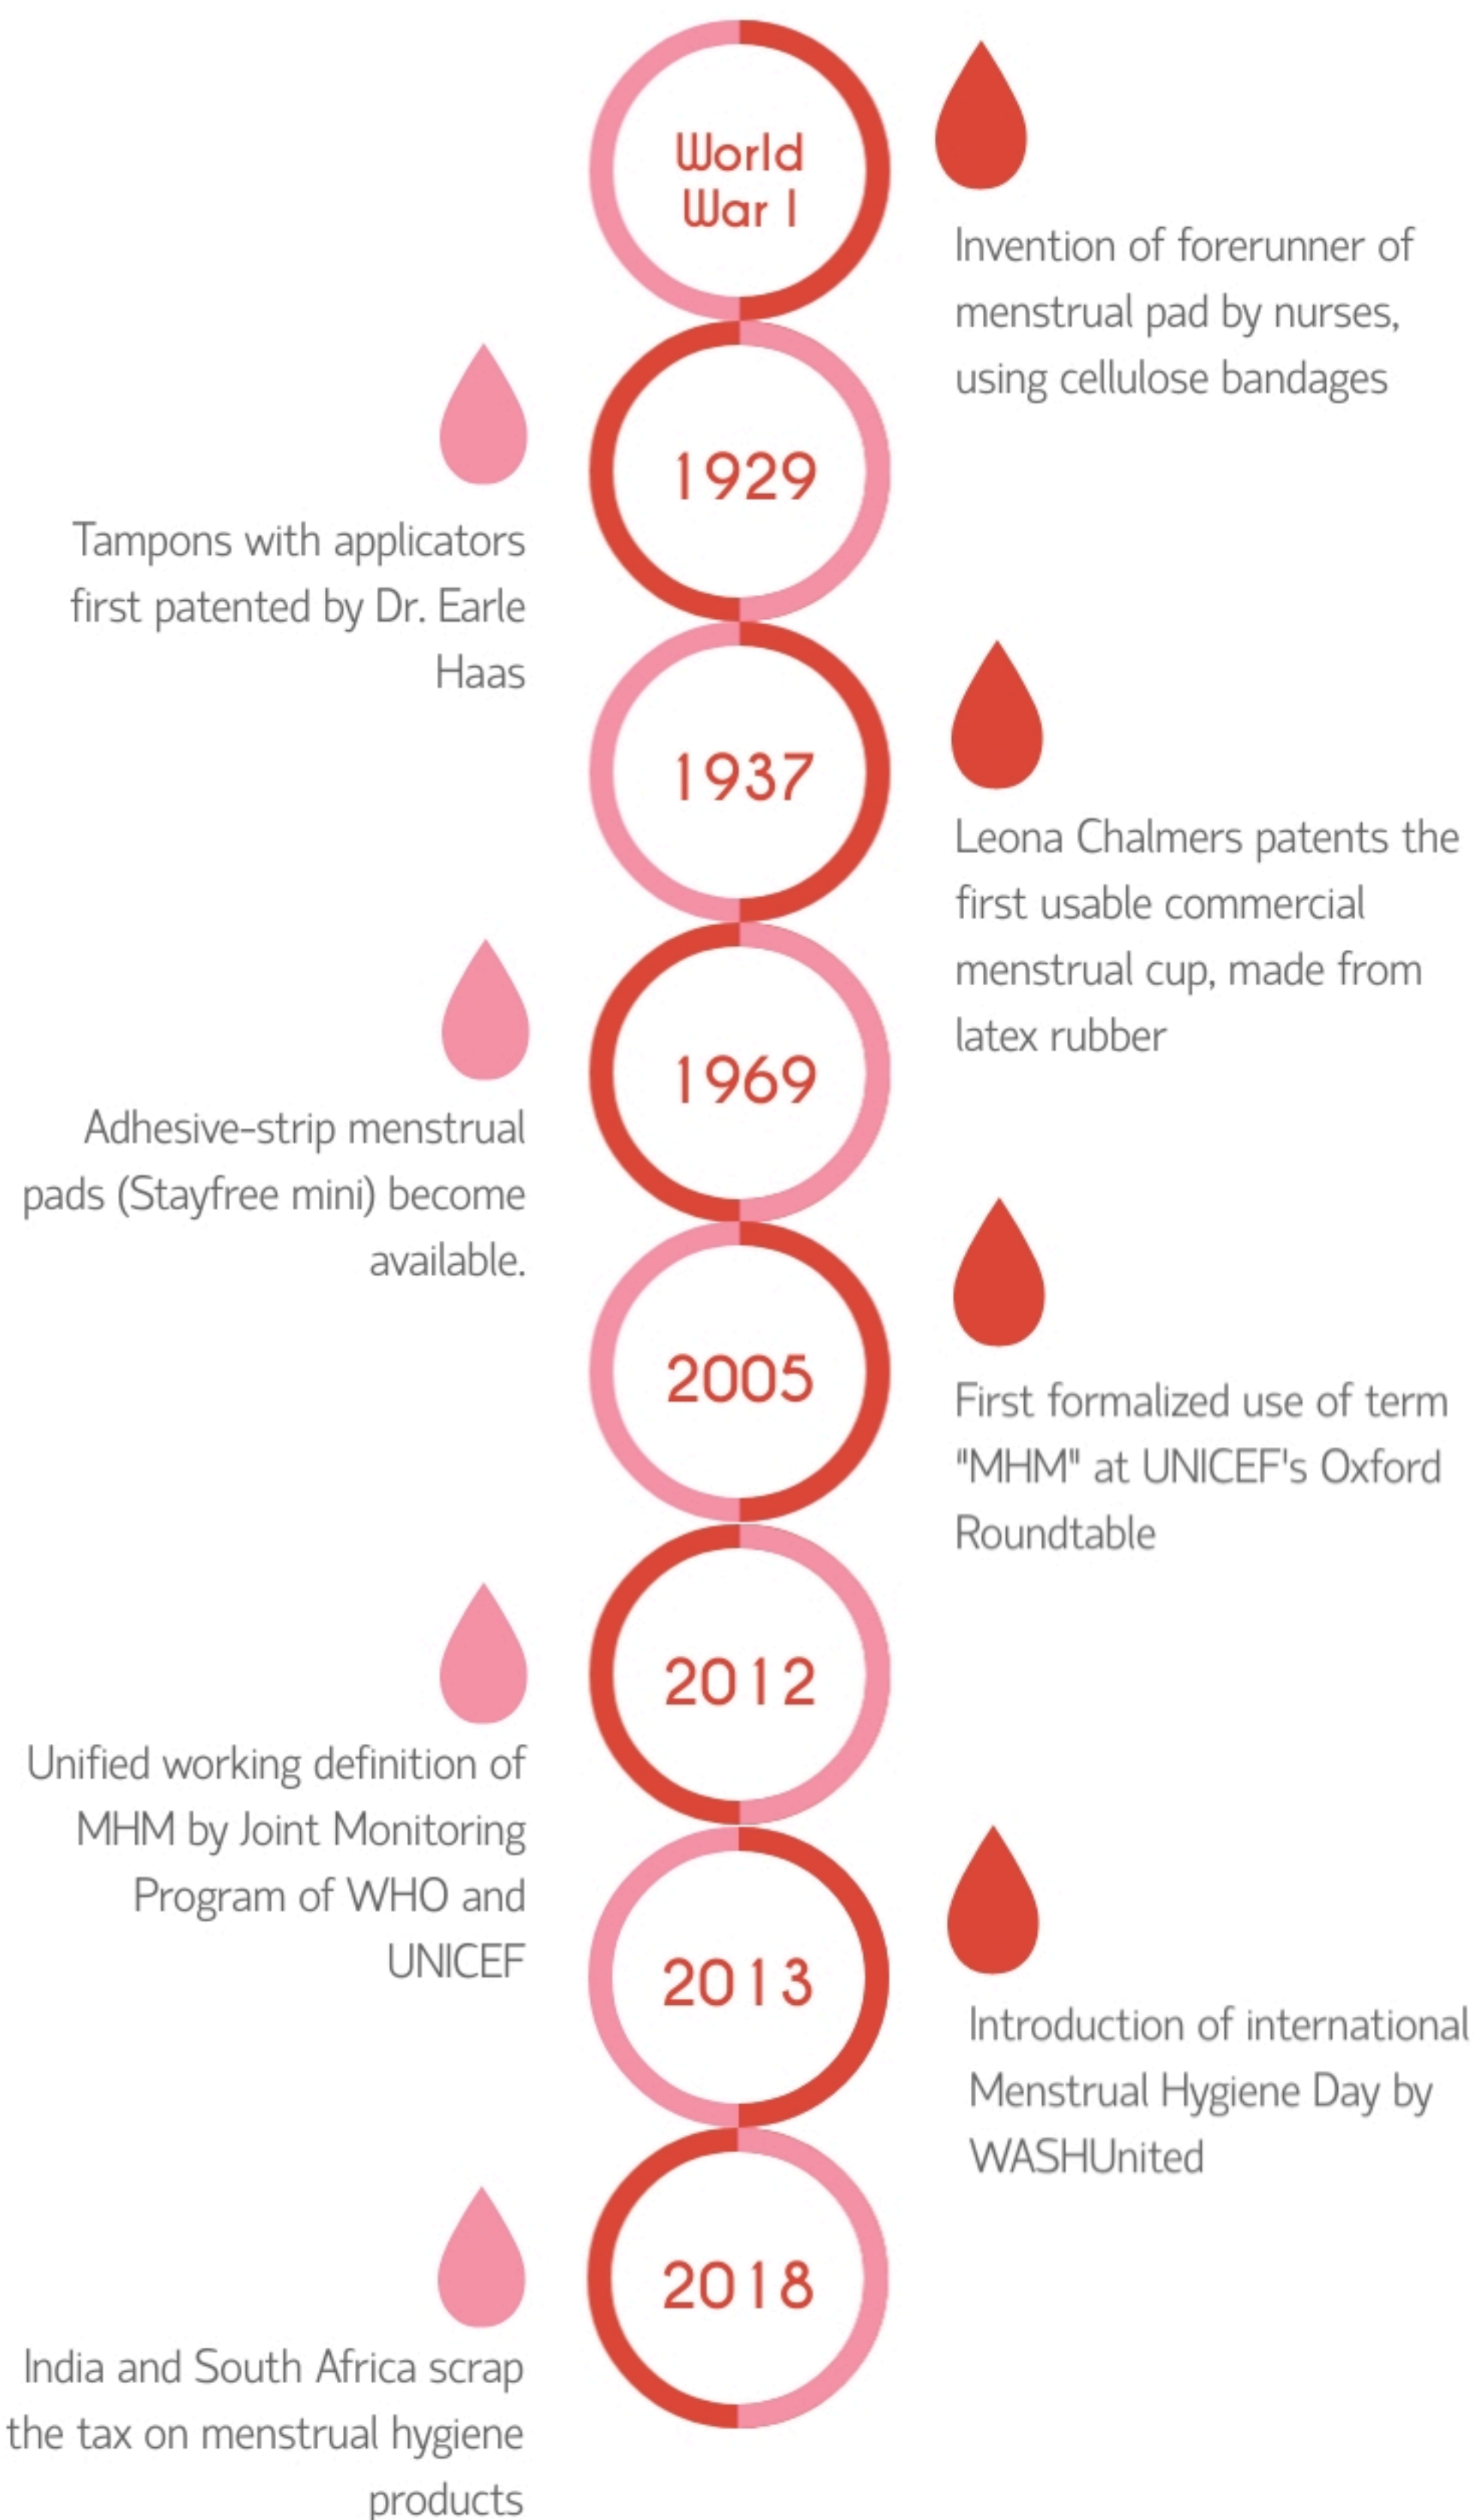 World
War I
Invention of forerunner of
menstrual pad by nurses,
using cellulose bandages
1929
Tampons with applicators
first patented by Dr. Earle
Haas
1937
Leona Chalmers patents the
first usable commercial
menstrual cup, made from
latex rubber
1969
Adhesive-strip menstrual
pads (Stayfree mini) become
available.
2005
First formalized use of term
"MHM" at UNICEF's Oxford
Roundtable
2012
Unified working definition of
MHM by Joint Monitoring
Program of WHO and
UNICEF
2013
Introduction of international
Menstrual Hygiene Day by
WASHUnited
2018
India and South Africa scrap
the tax on menstrual hygiene
products